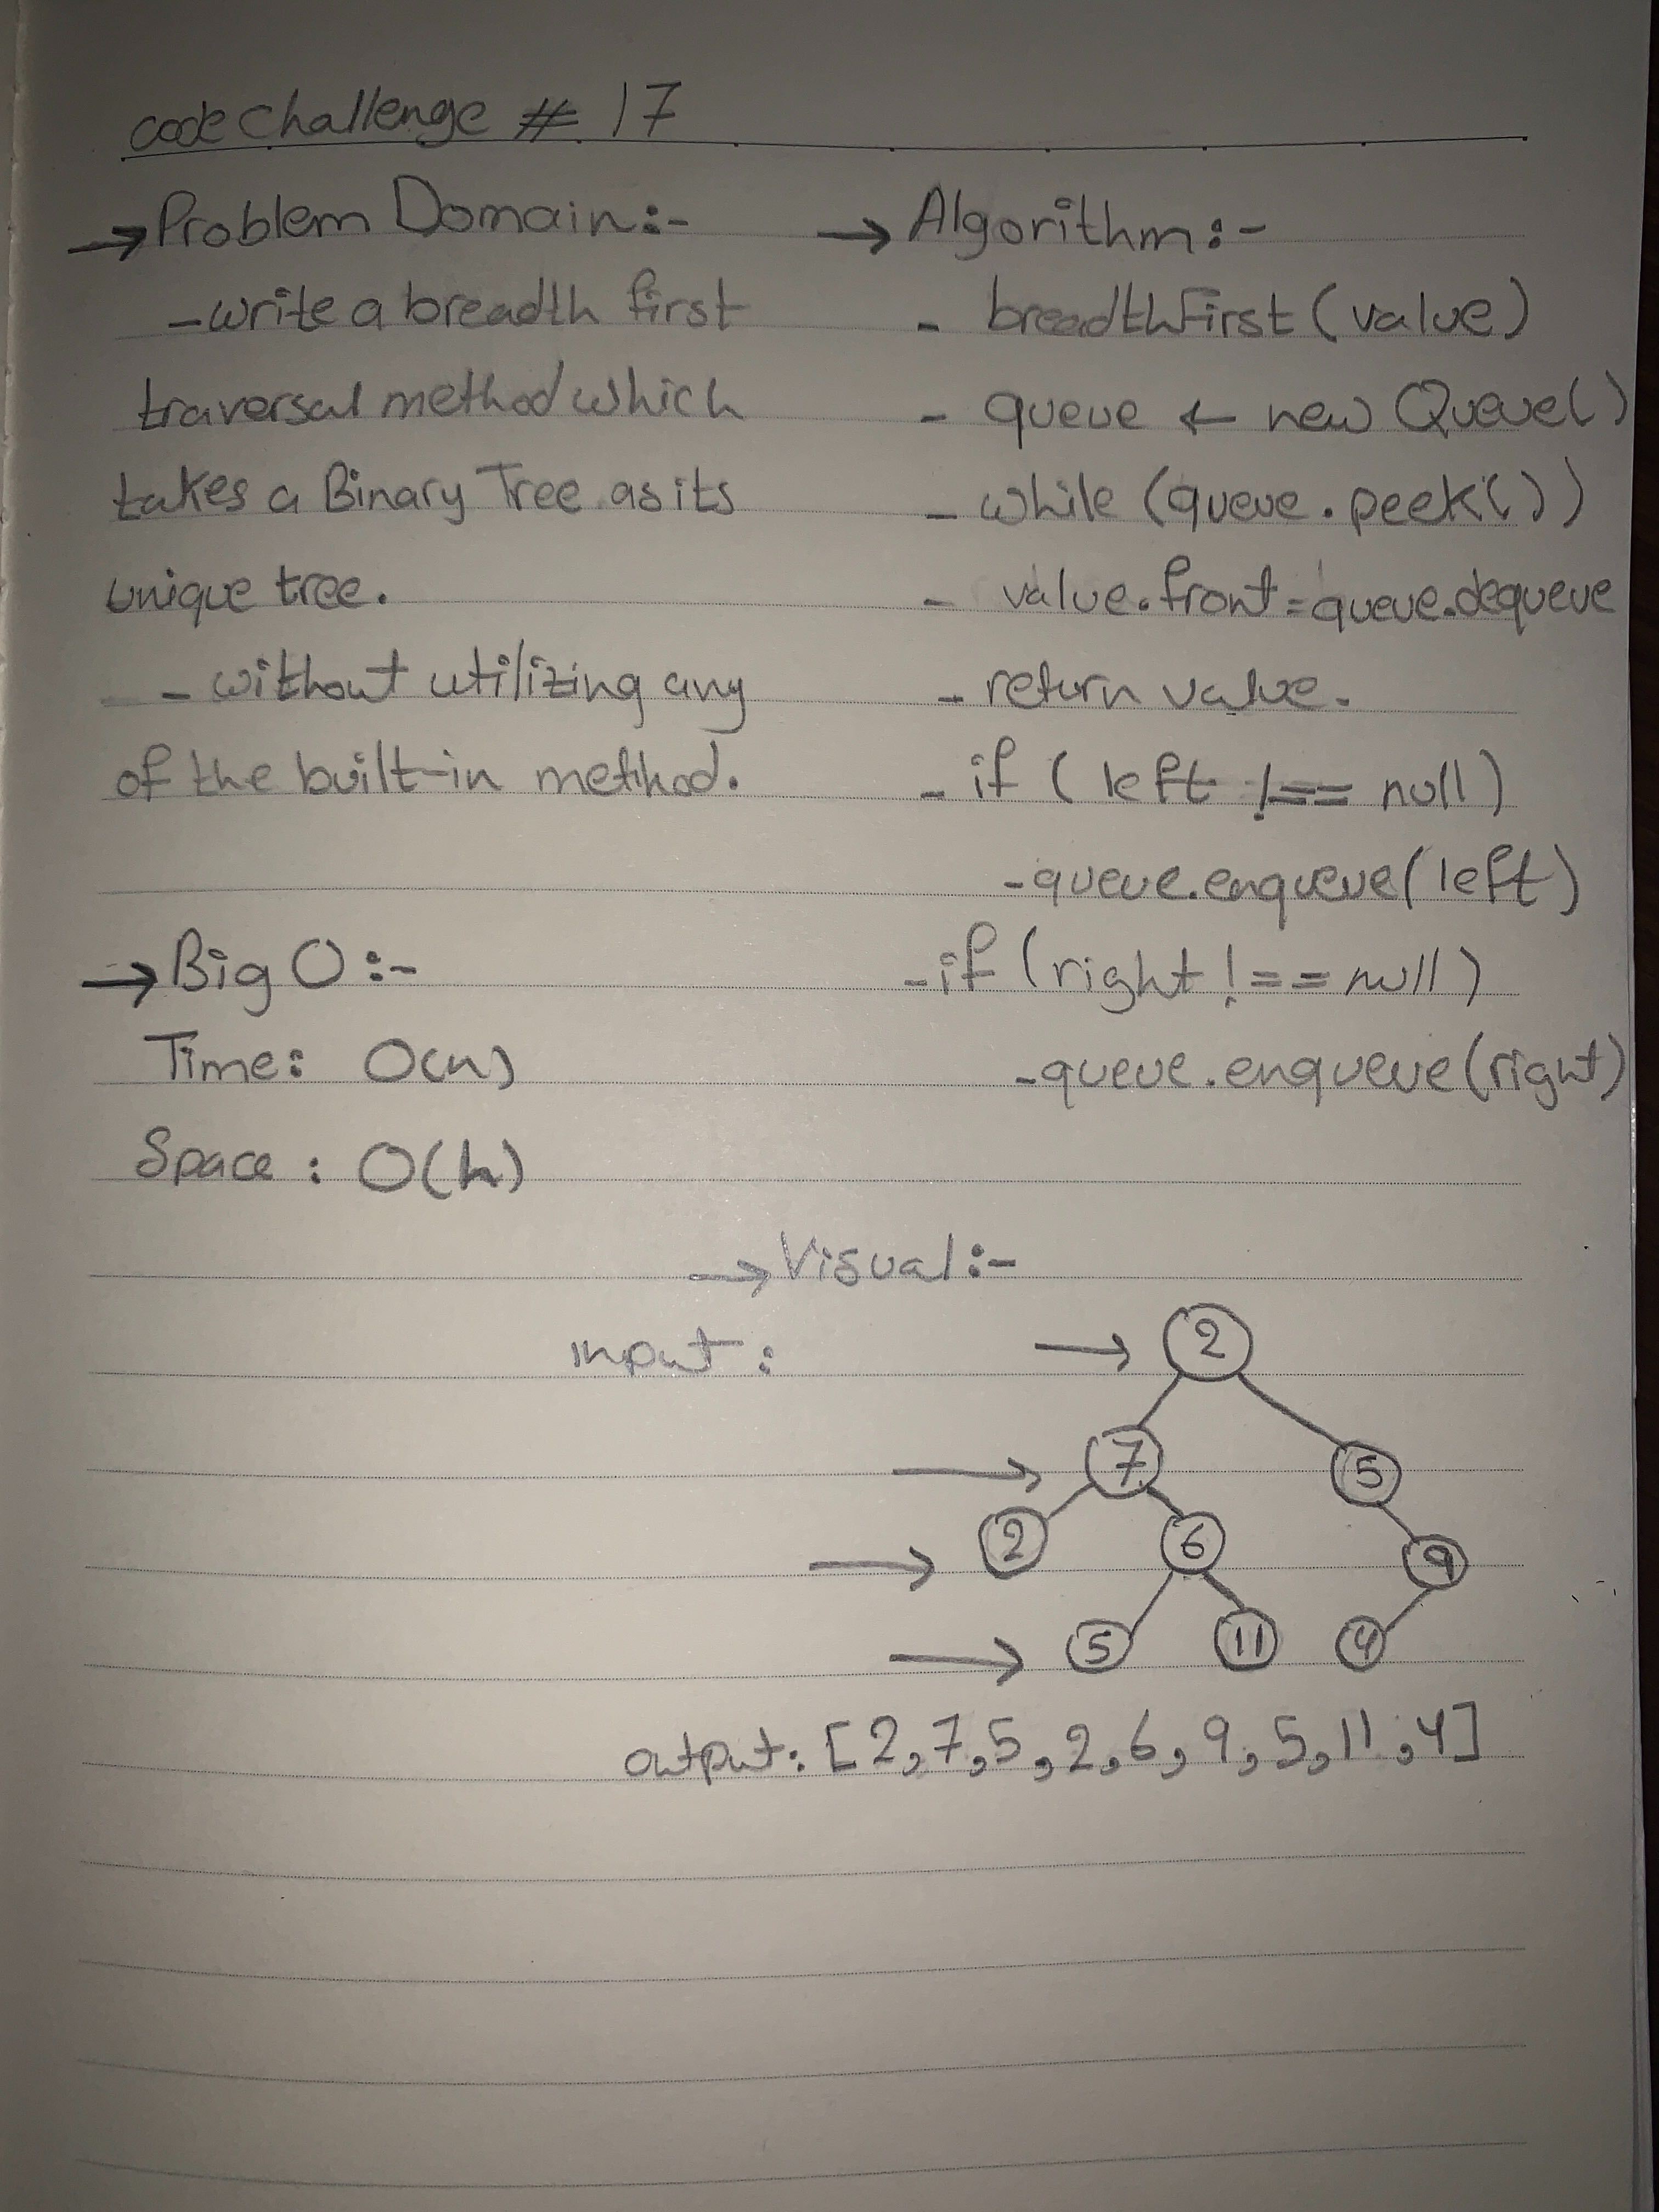 code challenge # 17
→ Problem Domain:-
- write a breadth first
traversal method which
takes a Binary Tree as its
unique tree.
- without utilizing any
of the built-in method.
→ Big O:-
Time: O(n)
Space: O(h)
→ Algorithm:-
- breadthFirst (value)
- queue ← new Queue()
- while (queue.peek())
- value.front = queue.dequeue
- return value.
- if (left !== null)
- queue.enqueue(left)
- if (right !== null)
- queue.enqueue(right)
→ Visual:-
input: → 2
→ 7 5
→ 2 6 9
→ 5 11 4
output: [2,7,5,2,6,9,5,11,4]